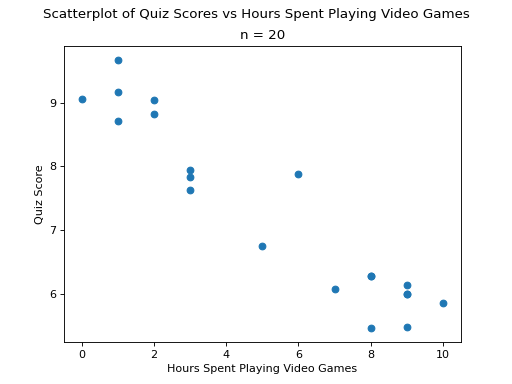 Scatterplot of Quiz Scores vs Hours Spent Playing Video Games
n = 20
Quiz Score
9
8
7
6
0 2 4 6 8 10
Hours Spent Playing Video Games